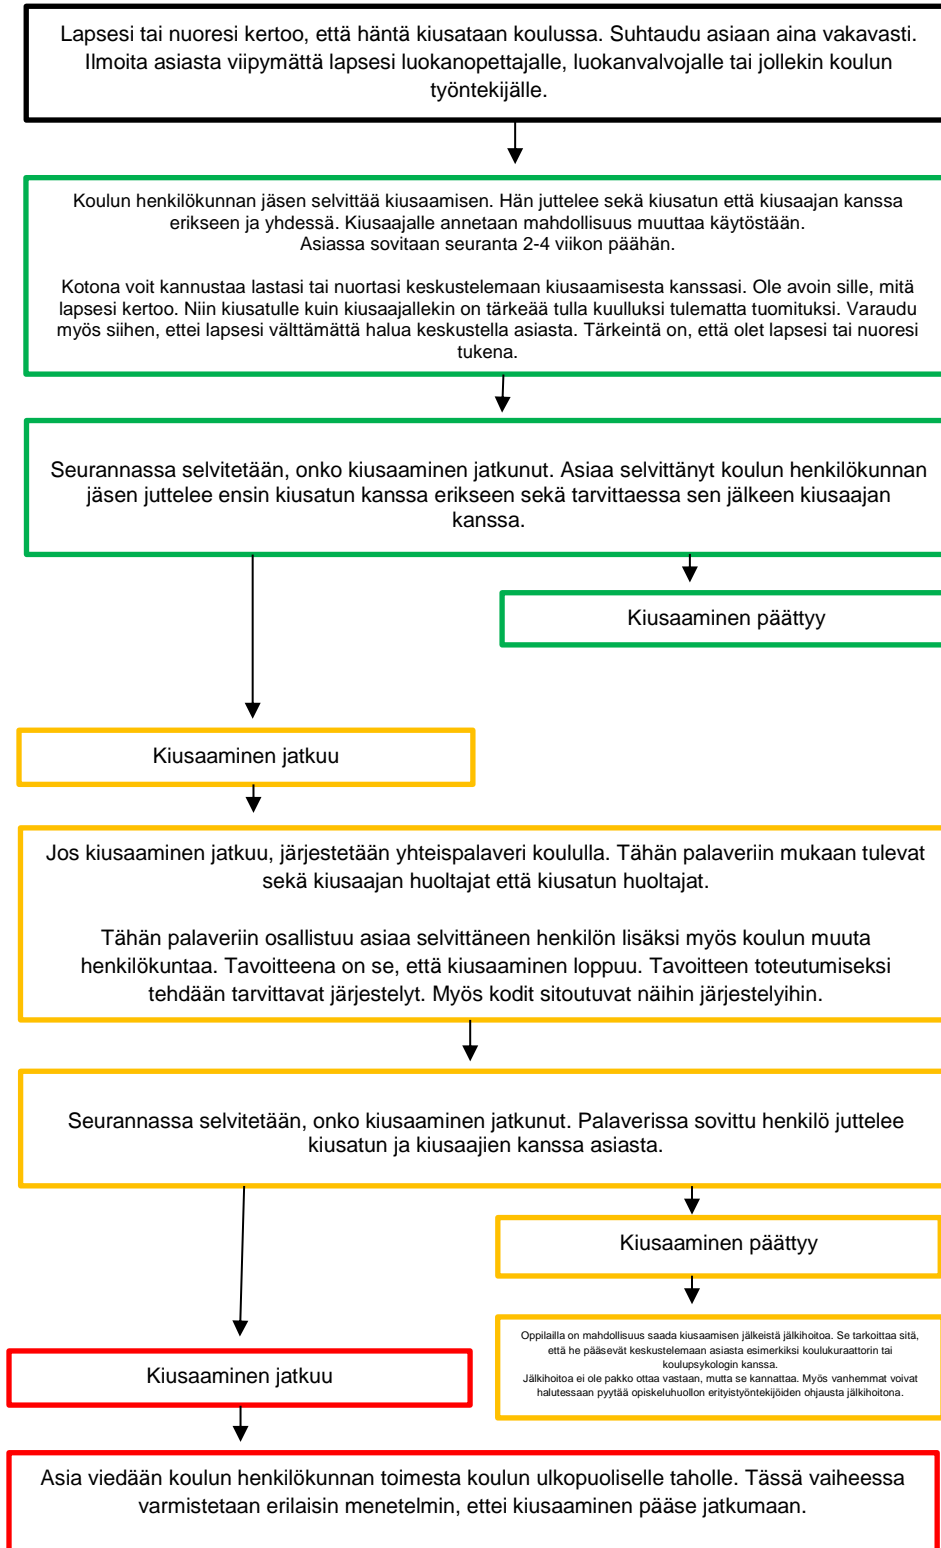 Lapsesi tai nuoresi kertoo, että häntä kiusataan koulussa. Suhtaudu asiaan aina vakavasti.
Ilmoita asiasta viipymättä lapsesi luokanopettajalle, luokanvalvojalle tai jollekin koulun
työntekijälle.
Koulun henkilökunnan jäsen selvittää kiusaamisen. Hän juttelee sekä kiusatun että kiusaajan kanssa
erikseen ja yhdessä. Kiusaajalle annetaan mahdollisuus muuttaa käytöstään.
Asiassa sovitaan seuranta 2-4 viikon päähän.
Kotona voit kannustaa lastasi tai nuortasi keskustelemaan kiusaamisesta kanssasi. Ole avoin sille, mitä
lapsesi kertoo. Niin kiusatulle kuin kiusaajallekin on tärkeää tulla kuulluksi tulematta tuomituksi. Varaudu
myös siihen, ettei lapsesi välttämättä halua keskustella asiasta. Tärkeintä on, että olet lapsesi tai nuoresi
tukena.
Seurannassa selvitetään, onko kiusaaminen jatkunut. Asiaa selvittänyt koulun henkilökunnan
jäsen juttelee ensin kiusatun kanssa erikseen sekä tarvittaessa sen jälkeen kiusaajan
kanssa.
Kiusaaminen päättyy
Kiusaaminen jatkuu
Jos kiusaaminen jatkuu, järjestetään yhteispalaveri koululla. Tähän palaveriin mukaan tulevat
sekä kiusaajan huoltajat että kiusatun huoltajat.
Tähän palaveriin osallistuu asiaa selvittäneen henkilön lisäksi myös koulun muuta
henkilökuntaa. Tavoitteena on se, että kiusaaminen loppuu. Tavoitteen toteutumiseksi
tehdään tarvittavat järjestelyt. Myös kodit sitoutuvat näihin järjestelyihin.
Seurannassa selvitetään, onko kiusaaminen jatkunut. Palaverissa sovittu henkilö juttelee
kiusatun ja kiusaajien kanssa asiasta.
Kiusaaminen päättyy
Oppilailla on mahdollisuus saada kiusaamisen jälkeistä jälkihoitoa. Se tarkoittaa sitä,
että he pääsevät keskustelemaan asiasta esimerkiksi koulukuraattorin tai
koulupsykologin kanssa.
Jälkihoitoa ei ole pakko ottaa vastaan, mutta se kannattaa. Myös vanhemmat voivat
halutessaan pyytää opiskeluhuollon erityistyöntekijöiden ohjausta jälkihoitona.
Kiusaaminen jatkuu
Asia viedään koulun henkilökunnan toimesta koulun ulkopuoliselle taholle. Tässä vaiheessa
varmistetaan erilaisin menetelmin, ettei kiusaaminen pääse jatkumaan.